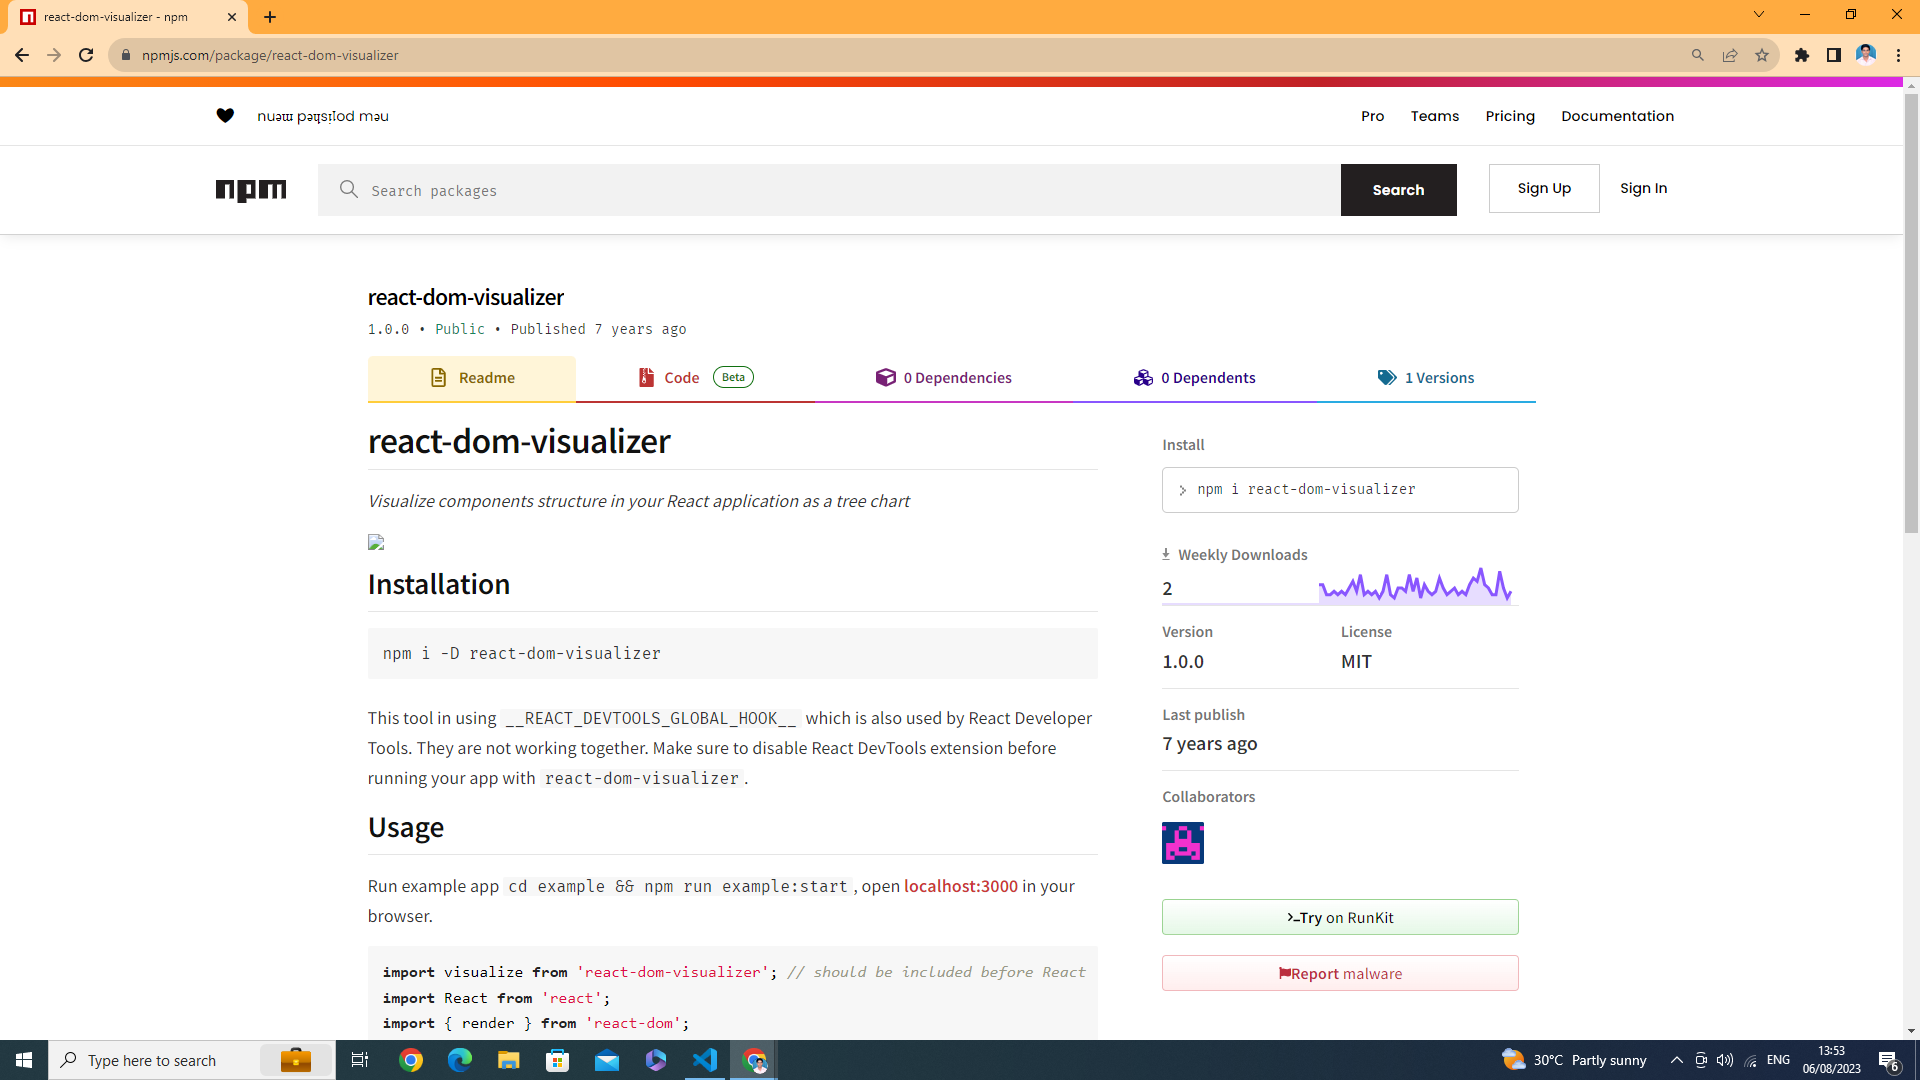 react-dom-visualizer - npm
npmjs.com/package/react-dom-visualizer
Pro Teams Pricing Documentation
npm Search packages Search Sign Up Sign In
react-dom-visualizer
1.0.0 • Public • Published 7 years ago
Readme Code Beta 0 Dependencies 0 Dependents 1 Versions
react-dom-visualizer
Visualize components structure in your React application as a tree chart
Installation
npm i -D react-dom-visualizer
This tool in using __REACT_DEVTOOLS_GLOBAL_HOOK__ which is also used by React Developer
Tools. They are not working together. Make sure to disable React DevTools extension before
running your app with react-dom-visualizer.
Usage
Run example app cd example && npm run example:start, open localhost:3000 in your
browser.
import visualize from 'react-dom-visualizer'; // should be included before React
import React from 'react';
import { render } from 'react-dom';
Install
npm i react-dom-visualizer
Weekly Downloads
2
Version License
1.0.0 MIT
Last publish
7 years ago
Collaborators
>_Try on RunKit
Report malware
Type here to search
30°C Partly sunny
ENG
13:53
06/08/2023
6